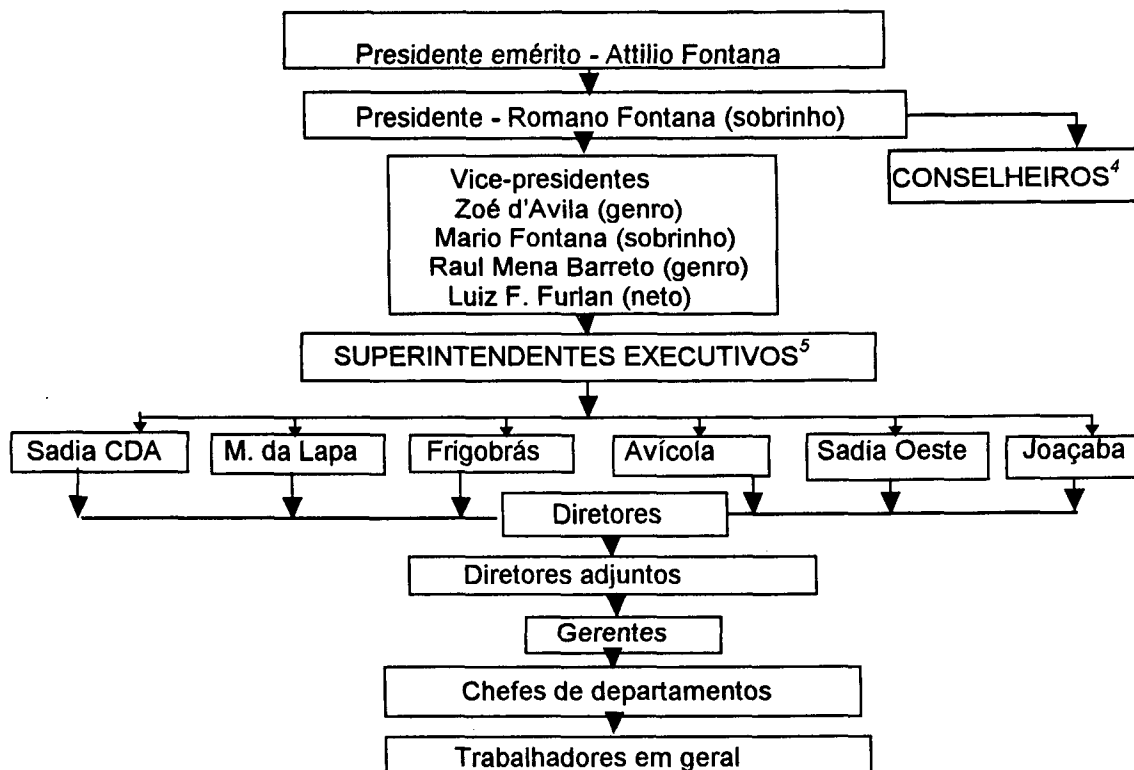 Presidente emérito - Attilio Fontana
Presidente - Romano Fontana (sobrinho)
CONSELHEIROS⁴
Vice-presidentes
Zoé d'Avila (genro)
Mario Fontana (sobrinho)
Raul Mena Barreto (genro)
Luiz F. Furlan (neto)
SUPERINTENDENTES EXECUTIVOS⁵
Sadia CDA
M. da Lapa
Frigobrás
Avícola
Sadia Oeste
Joaçaba
Diretores
Diretores adjuntos
Gerentes
Chefes de departamentos
Trabalhadores em geral